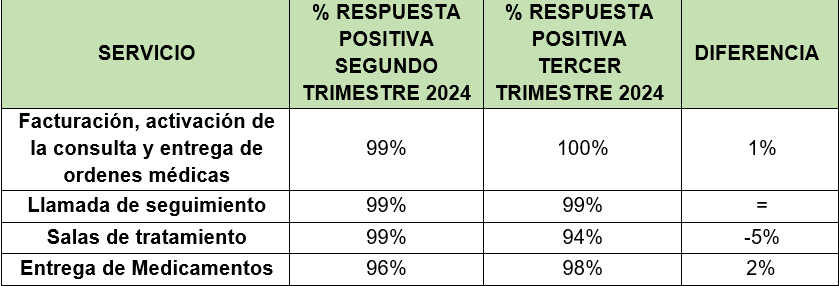 SERVICIO
% RESPUESTA
POSITIVA
SEGUNDO
TRIMESTRE 2024
% RESPUESTA
POSITIVA
TERCER
TRIMESTRE 2024
DIFERENCIA
Facturación, activación de
la consulta y entrega de
ordenes médicas
99%
100%
1%
Llamada de seguimiento
99%
99%
=
Salas de tratamiento
99%
94%
-5%
Entrega de Medicamentos
96%
98%
2%